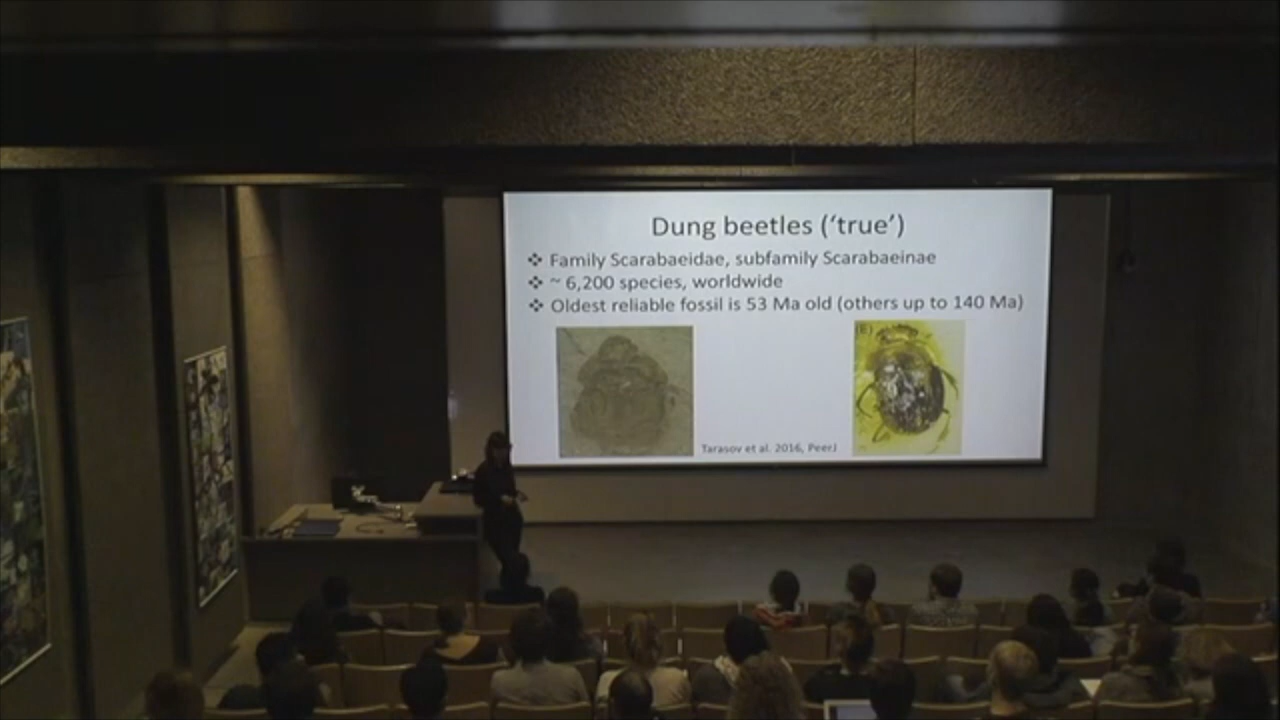 Dung beetles (‘true’)
❖ Family Scarabaeidae, subfamily Scarabaeinae
❖ ~ 6,200 species, worldwide
❖ Oldest reliable fossil is 53 Ma old (others up to 140 Ma)
(E)
Tarasov et al. 2016, PeerJ